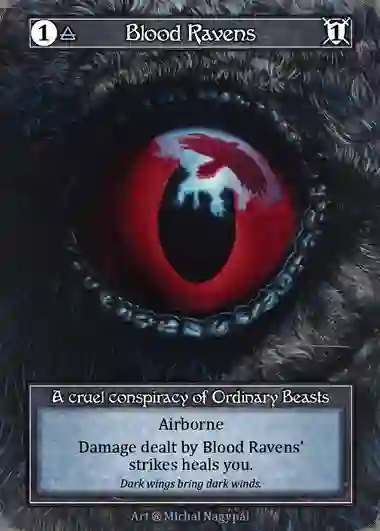 1 Blood Ravens 1
A cruel conspiracy of Ordinary Beasts
Airborne
Damage dealt by Blood Ravens'
strikes heals you.
Dark wings bring dark winds.
Art @ Michal Nagypál